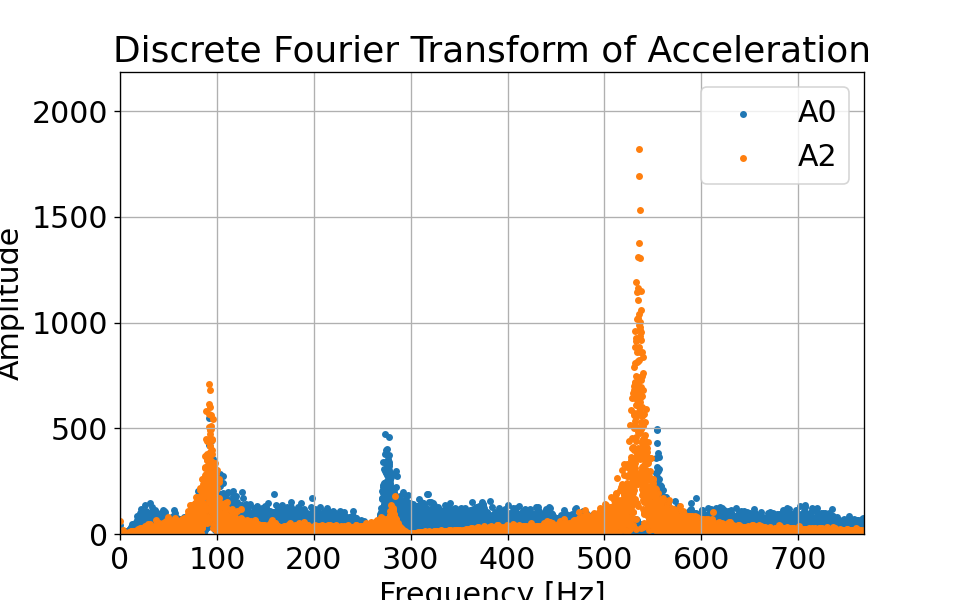 Discrete Fourier Transform of Acceleration
2000
1500
1000
500
0
Amplitude
A0
A2
0 100 200 300 400 500 600 700
Frequency [Hz]